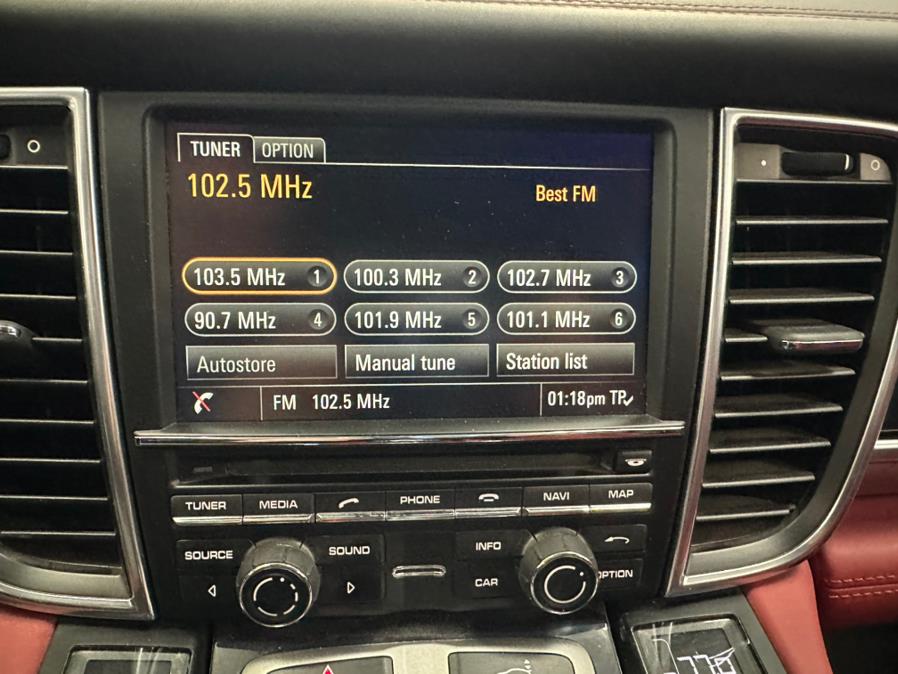 TUNER OPTION
102.5 MHz Best FM
103.5 MHz 1 100.3 MHz 2 102.7 MHz 3
90.7 MHz 4 101.9 MHz 5 101.1 MHz 6
Autostore Manual tune Station list
FM 102.5 MHz 01:18pm TP
TUNER MEDIA PHONE NAVI MAP
SOURCE SOUND INFO
CAR OPTION